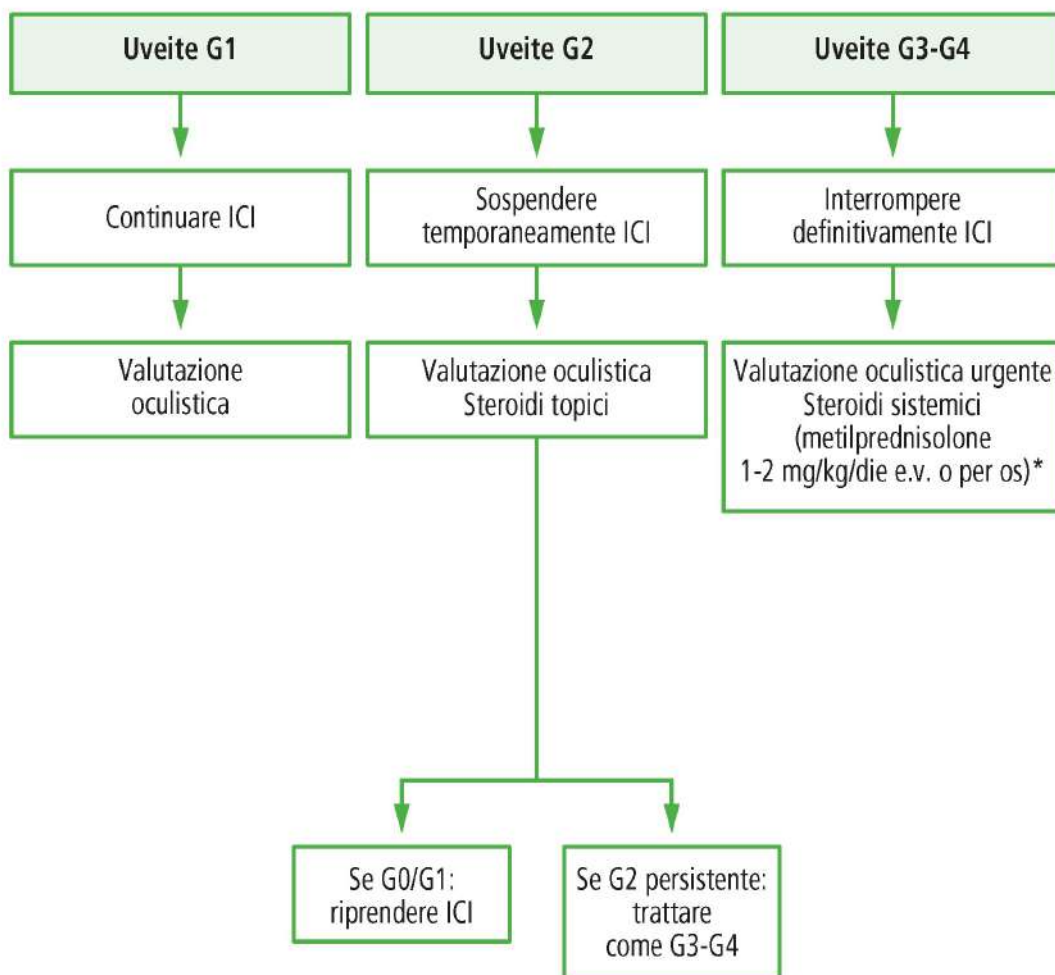 Uveite G1
Continuare ICI
Valutazione
oculistica
Uveite G2
Sospendere
temporaneamente ICI
Valutazione oculistica
Steroidi topici
Se G0/G1:
riprendere ICI
Se G2 persistente:
trattare
come G3-G4
Uveite G3-G4
Interrompere
definitivamente ICI
Valutazione oculistica urgente
Steroidi sistemici
(metilprednisolone
1-2 mg/kg/die e.v. o per os)*